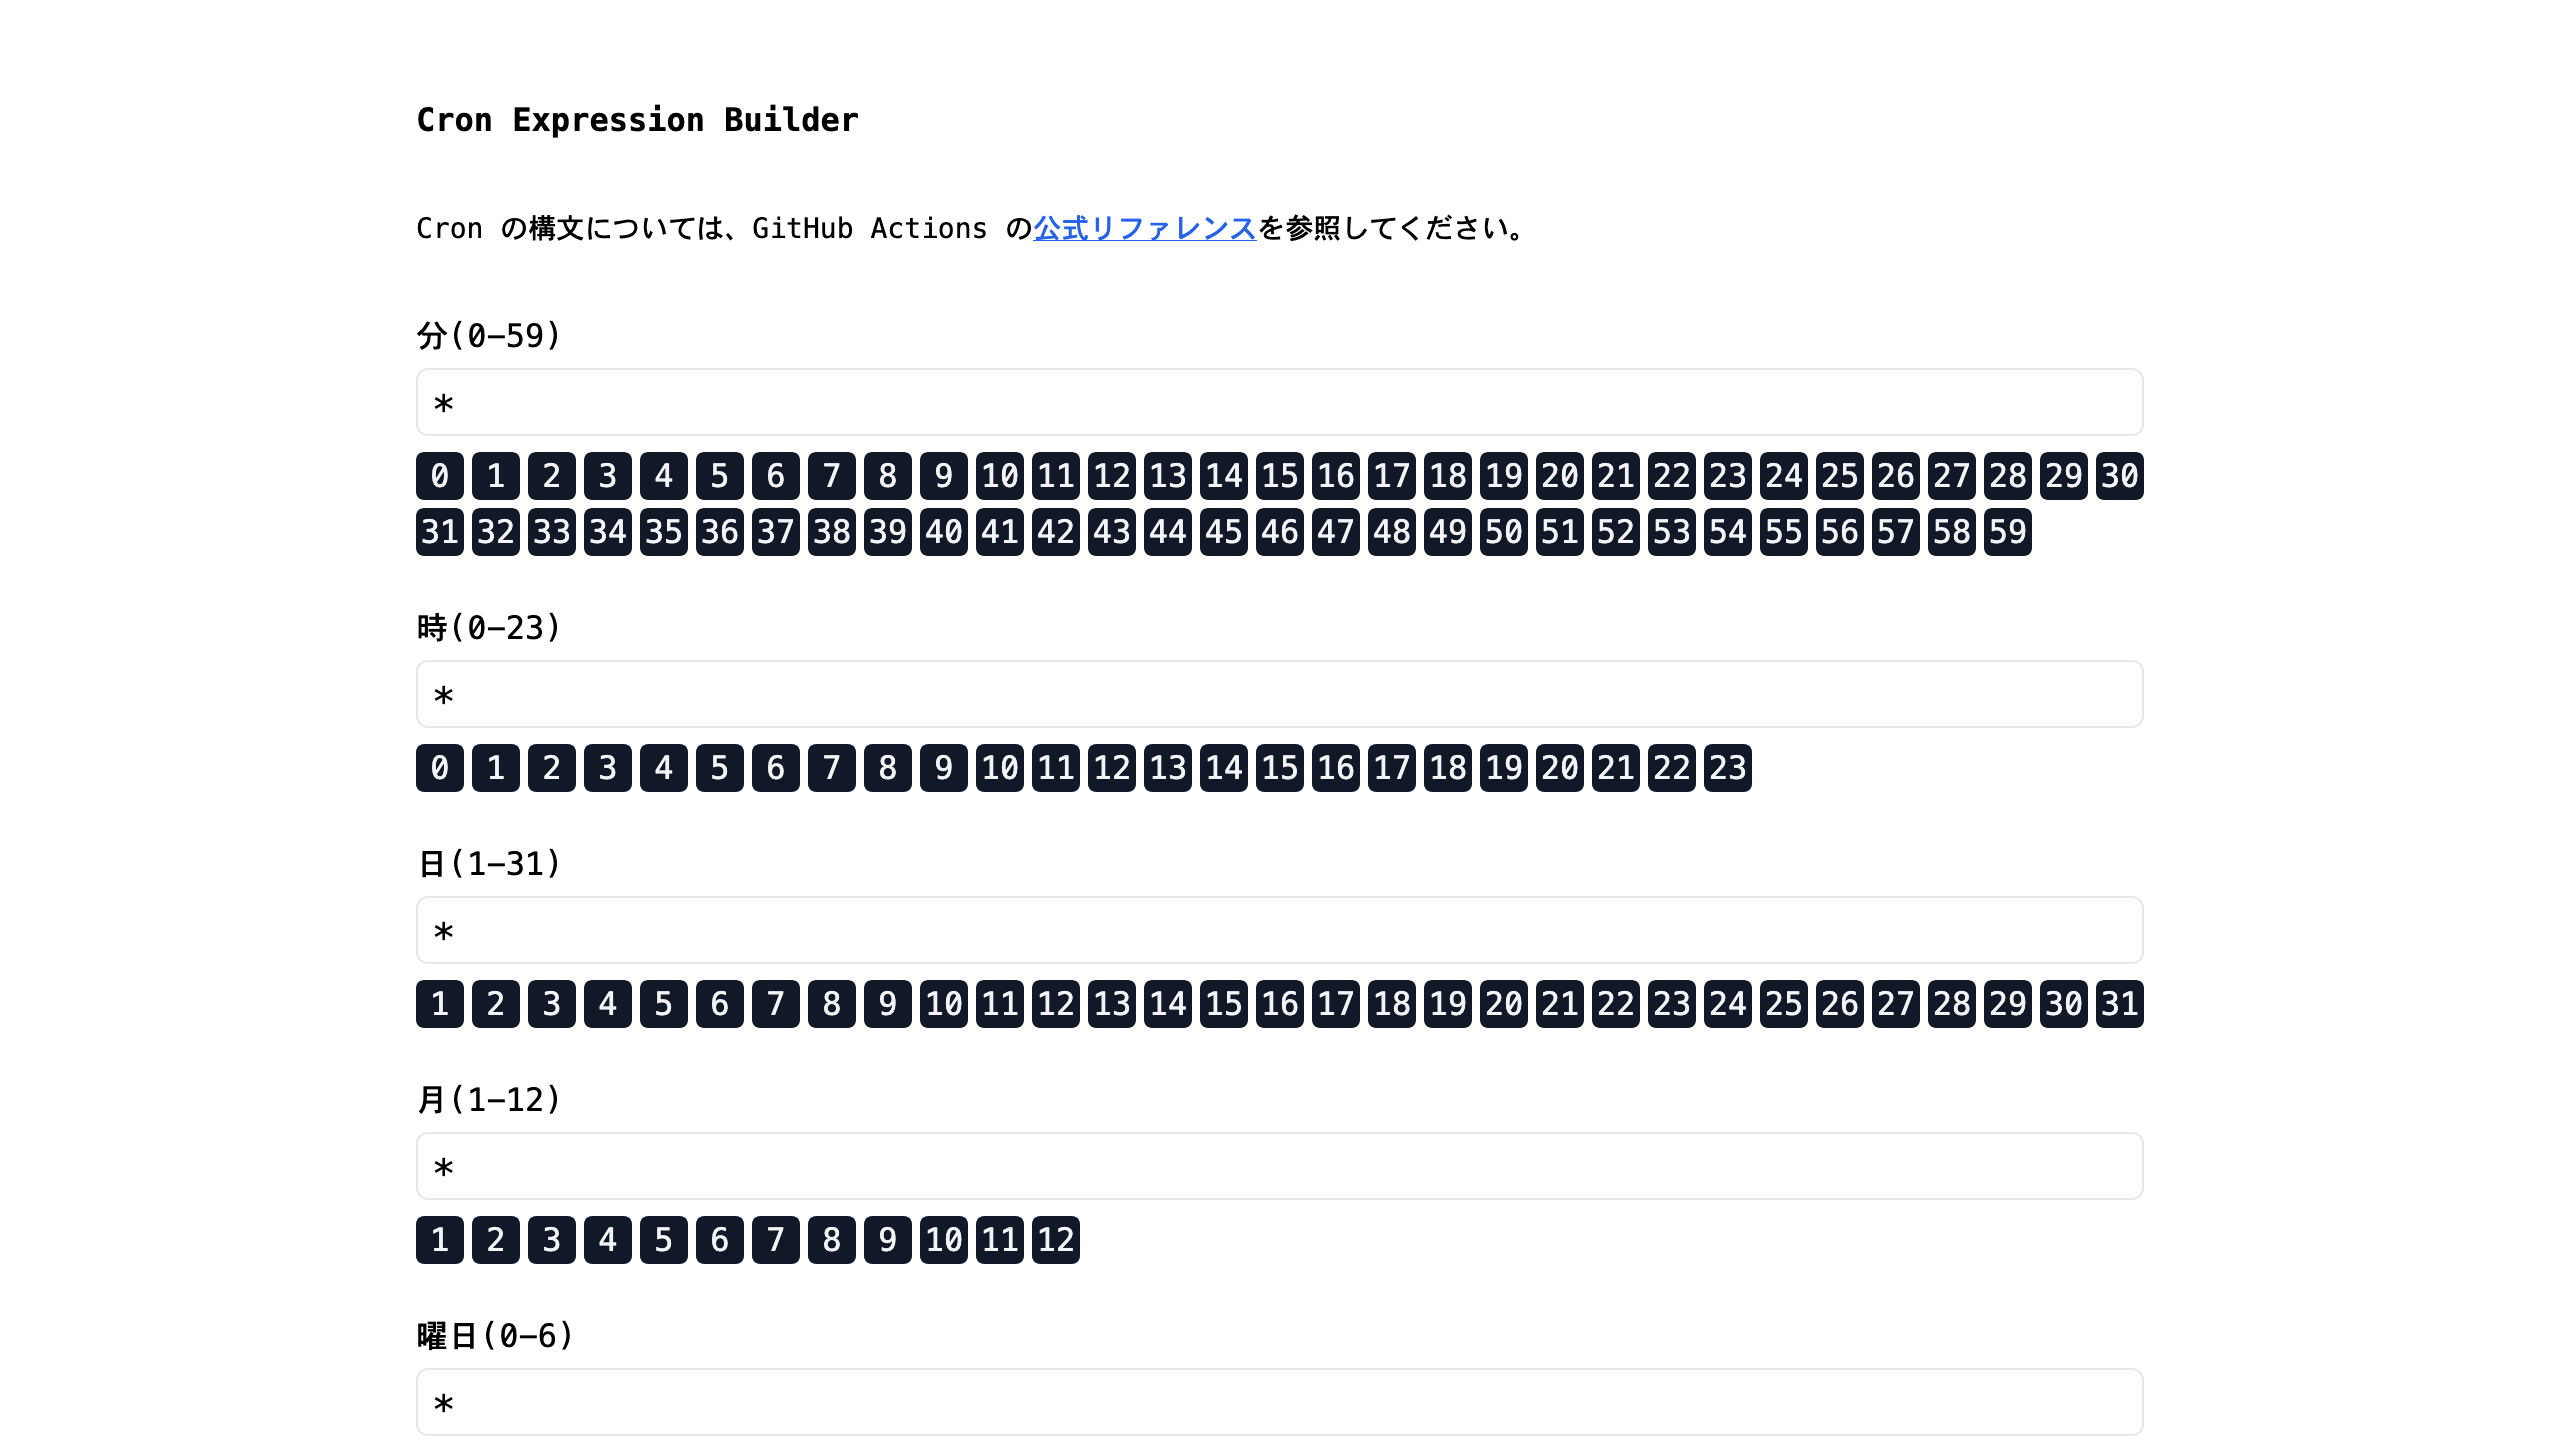 Cron Expression Builder
Cron の構文については、GitHub Actions の公式リファレンスを参照してください。
分(0–59)
*
0 1 2 3 4 5 6 7 8 9 10 11 12 13 14 15 16 17 18 19 20 21 22 23 24 25 26 27 28 29 30
31 32 33 34 35 36 37 38 39 40 41 42 43 44 45 46 47 48 49 50 51 52 53 54 55 56 57 58 59
時(0–23)
*
0 1 2 3 4 5 6 7 8 9 10 11 12 13 14 15 16 17 18 19 20 21 22 23
日(1–31)
*
1 2 3 4 5 6 7 8 9 10 11 12 13 14 15 16 17 18 19 20 21 22 23 24 25 26 27 28 29 30 31
月(1–12)
*
1 2 3 4 5 6 7 8 9 10 11 12
曜日(0–6)
*